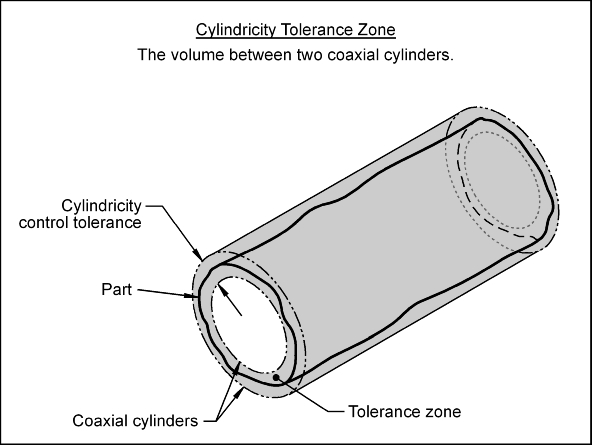 Cylindricity Tolerance Zone
The volume between two coaxial cylinders.
Cylindricity
control tolerance
Part
Coaxial cylinders
Tolerance zone